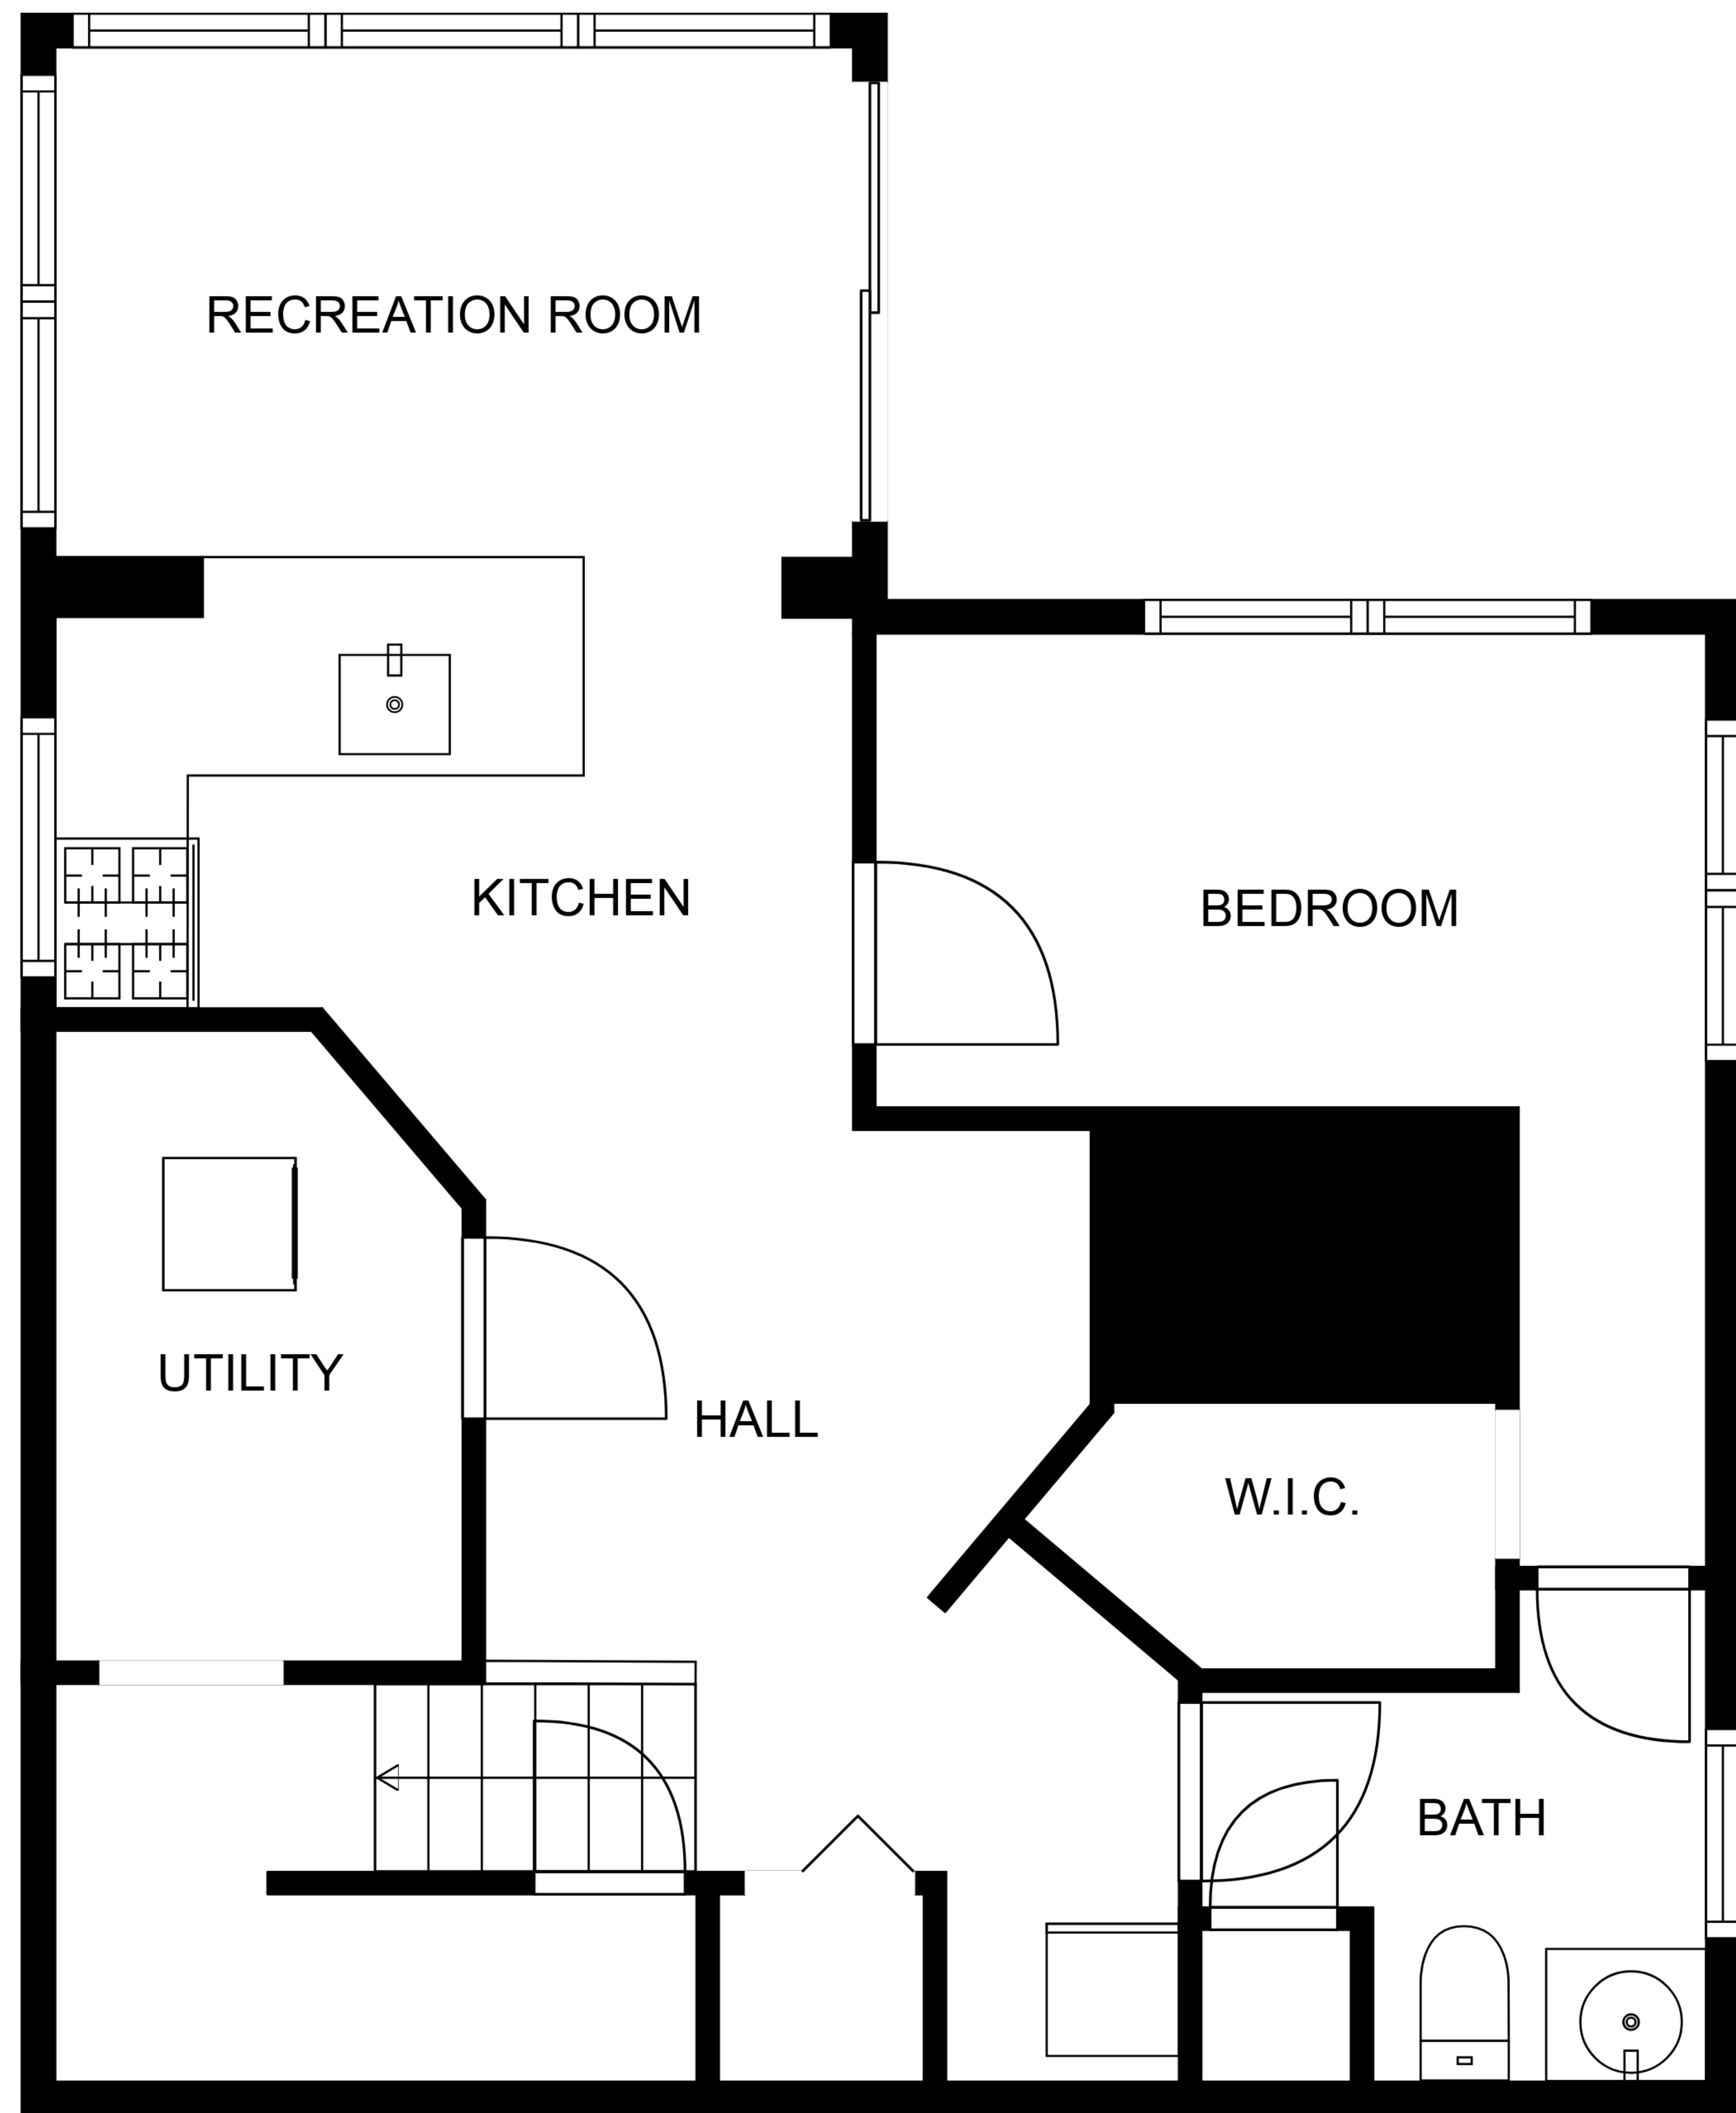 RECREATION ROOM
KITCHEN
BEDROOM
UTILITY
HALL
W.I.C.
BATH